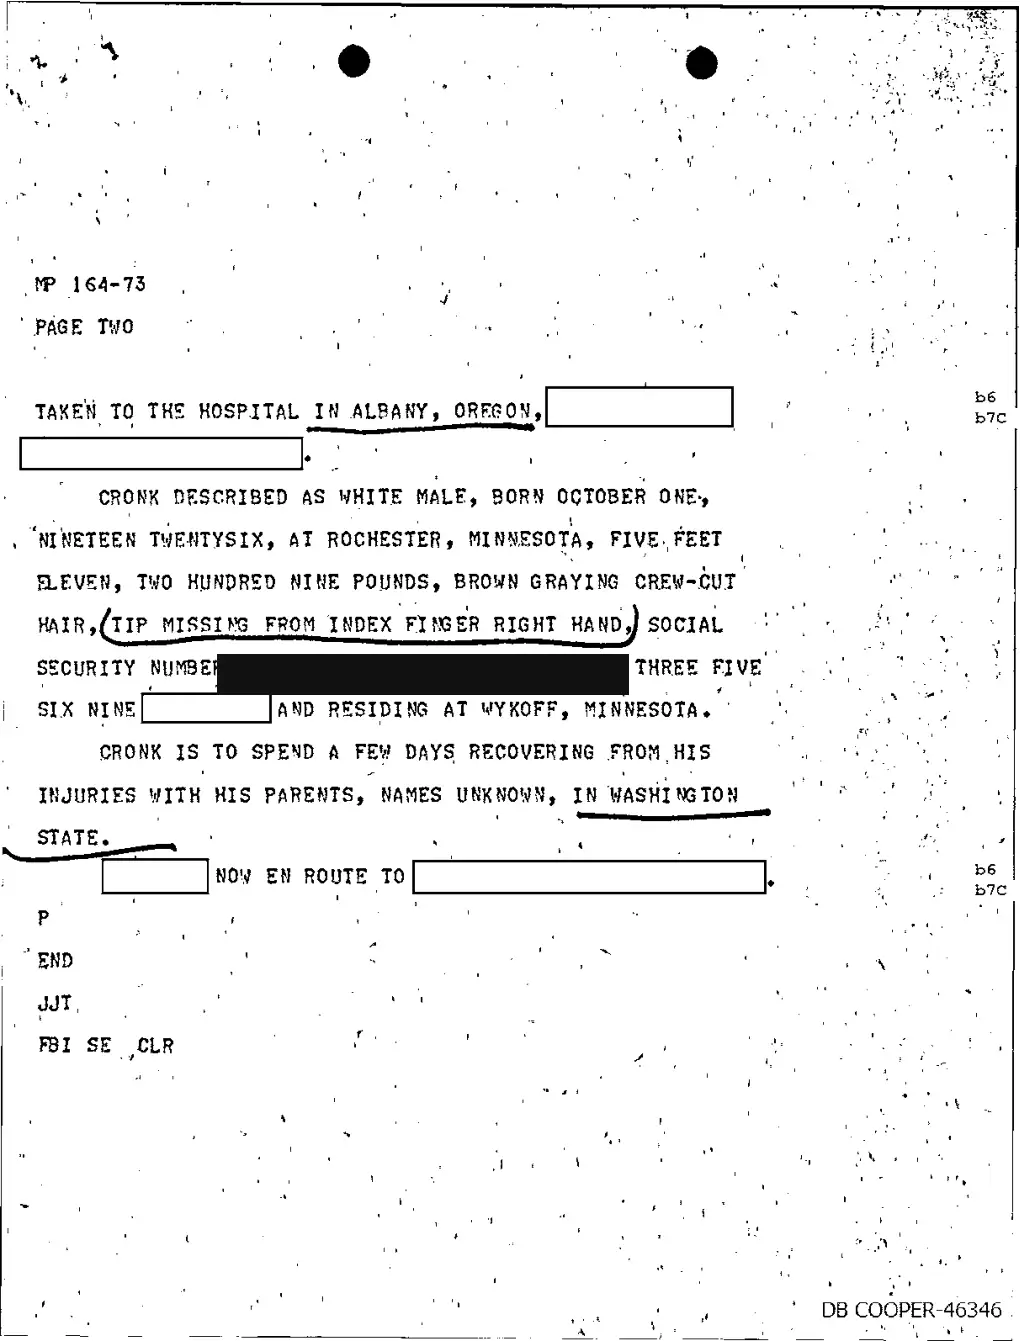 MP 164-73
PAGE TWO
TAKEN TO THE HOSPITAL IN ALBANY, OREGON,
b6
b7C
.
CRONK DESCRIBED AS WHITE MALE, BORN OCTOBER ONE,
NINETEEN TWENTYSIX, AT ROCHESTER, MINNESOTA, FIVE FEET
ELEVEN, TWO HUNDRED NINE POUNDS, BROWN GRAYING CREW-CUT
HAIR, (TIP MISSING FROM INDEX FINGER RIGHT HAND,) SOCIAL
SECURITY NUMBER THREE FIVE
SIX NINE AND RESIDING AT WYKOFF, MINNESOTA.
CRONK IS TO SPEND A FEW DAYS RECOVERING FROM HIS
INJURIES WITH HIS PARENTS, NAMES UNKNOWN, IN WASHINGTON
STATE.
NOW EN ROUTE TO .
b6
b7C
P
END
JJT
FBI SE CLR
DB COOPER-46346